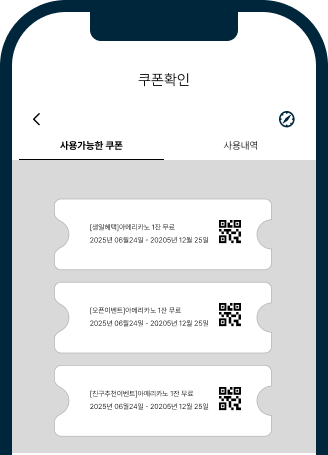 쿠폰확인
사용가능한 쿠폰
사용내역
[생일혜택]아메리카노 1잔 무료
2025년 06월24일 - 20205년 12월 25일
[오픈이벤트]아메리카노 1잔 무료
2025년 06월24일 - 20205년 12월 25일
[친구추천이벤트]아메리카노 1잔 무료
2025년 06월24일 - 20205년 12월 25일